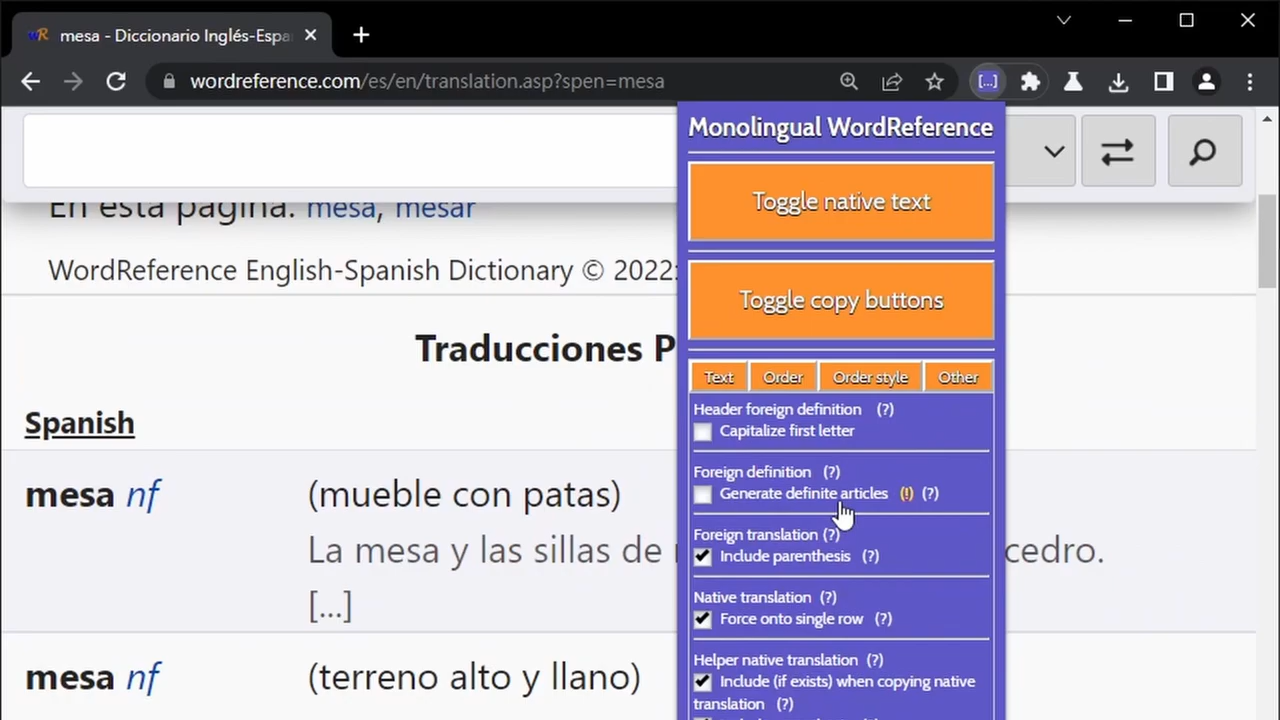 mesa - Diccionario Inglés-Espa
wordreference.com/es/en/translation.asp?spen=mesa
Monolingual WordReference
Toggle native text
En esta página: mesa, mesar
WordReference English-Spanish Dictionary © 2022:
Toggle copy buttons
Traducciones P
Text Order Order style Other
Header foreign definition (?)
Capitalize first letter
Spanish
Foreign definition (?)
Generate definite articles (!) (?)
mesa nf (mueble con patas)
Foreign translation (?)
Include parenthesis (?)
La mesa y las sillas de cedro.
[...]
Native translation (?)
Force onto single row (?)
Helper native translation (?)
Include (if exists) when copying native
translation (?)
mesa nf (terreno alto y llano)